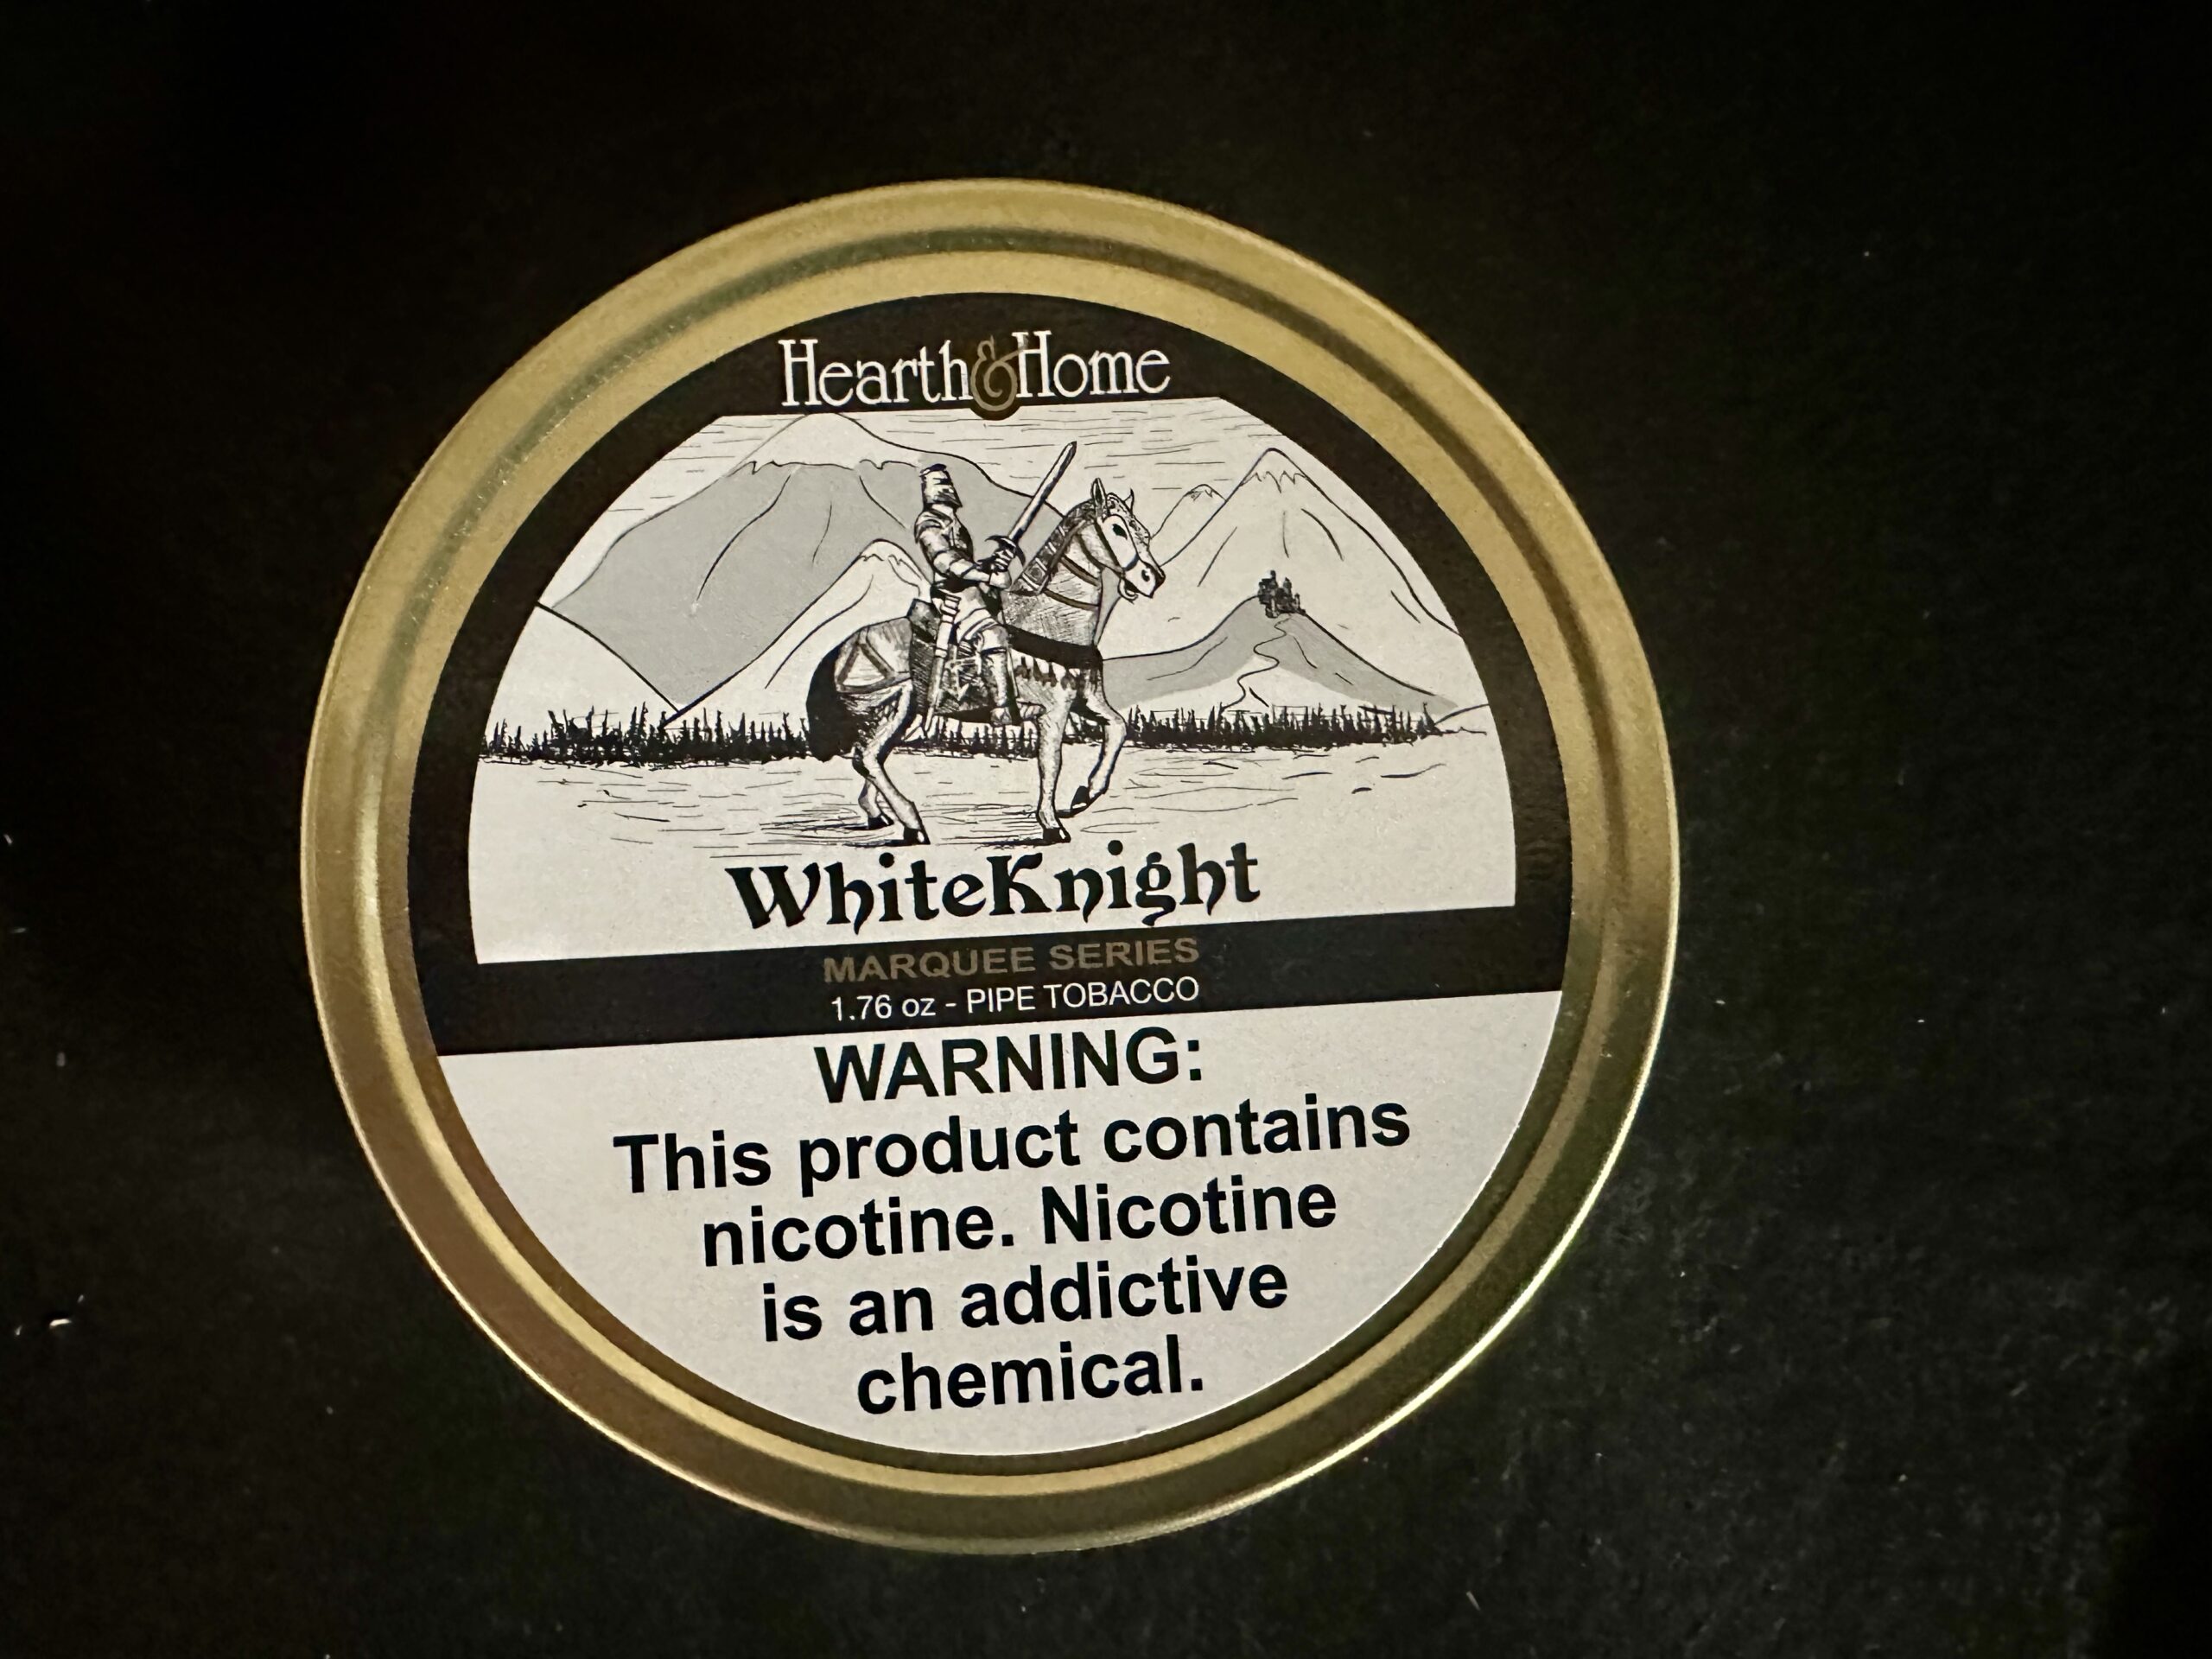 Hearth & Home
WhiteKnight
MARQUEE SERIES
1.76 oz - PIPE TOBACCO
WARNING:
This product contains
nicotine. Nicotine
is an addictive
chemical.